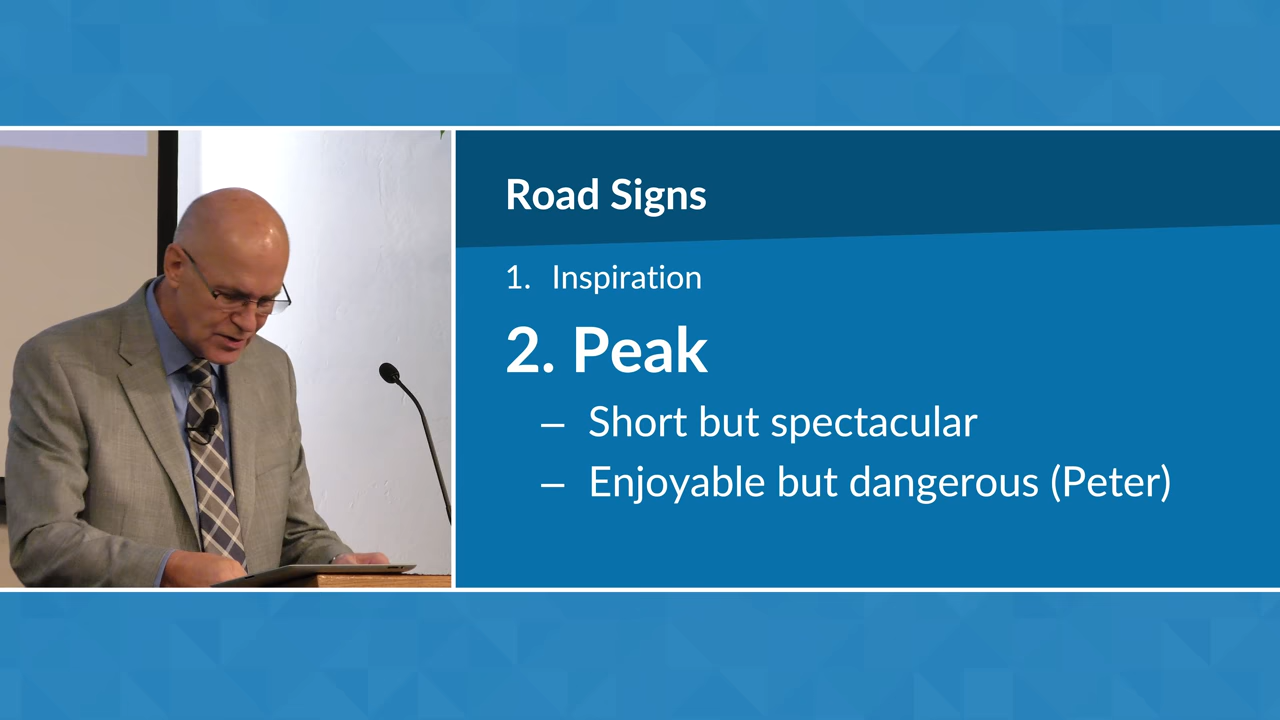 Road Signs
1. Inspiration
2. Peak
– Short but spectacular
– Enjoyable but dangerous (Peter)